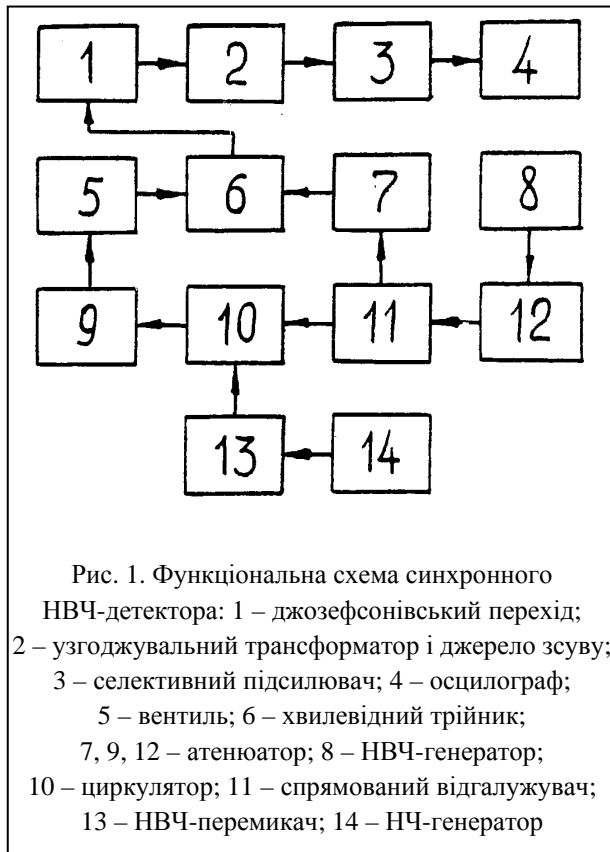 1 2 3 4
5 6 7 8
9 10 11 12
13 14
Рис. 1. Функціональна схема синхронного
НВЧ-детектора: 1 – джозефсонівський перехід;
2 – узгоджувальний трансформатор і джерело зсуву;
3 – селективний підсилювач; 4 – осцилограф;
5 – вентиль; 6 – хвилевідний трійник;
7, 9, 12 – атенюатор; 8 – НВЧ-генератор;
10 – циркулятор; 11 – спрямований відгалужувач;
13 – НВЧ-перемикач; 14 – НЧ-генератор